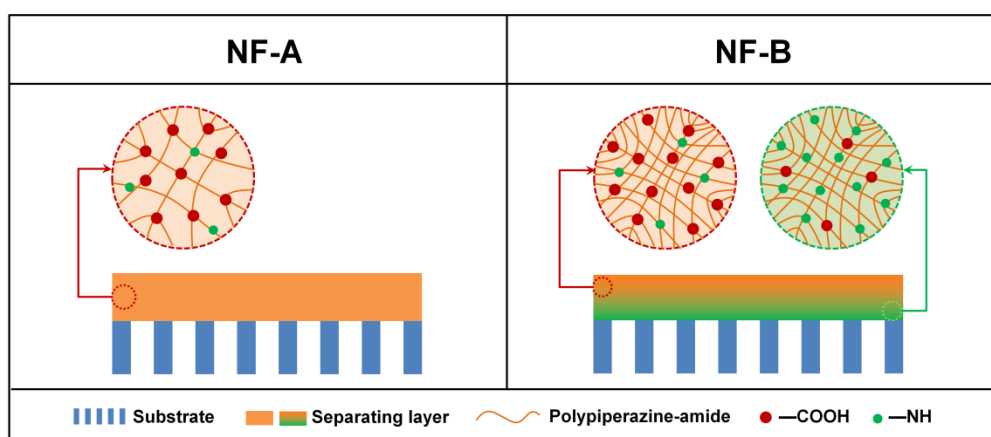 NF-A
NF-B
Substrate
Separating layer
Polypiperazine-amide
—COOH
—NH